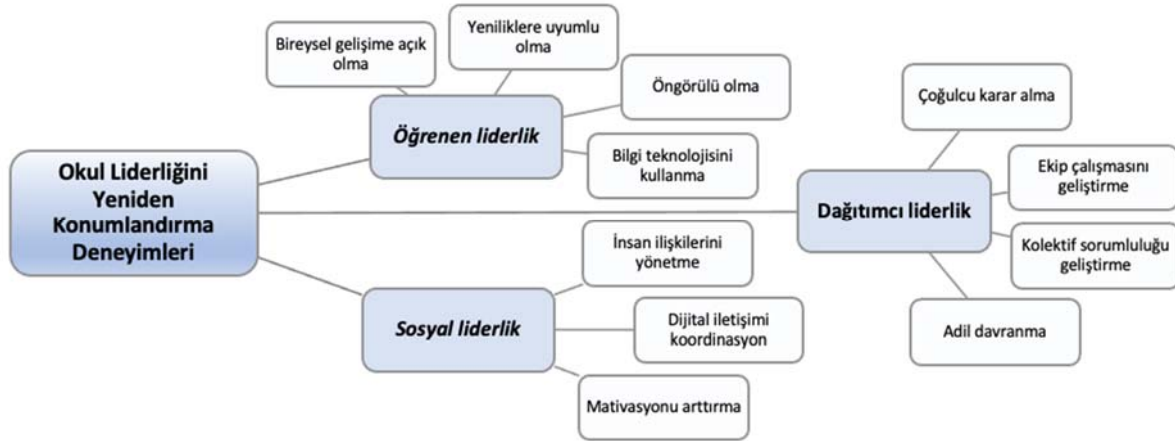 Okul Liderliğini
Yeniden
Konumlandırma
Deneyimleri
Öğrenen liderlik
Bireysel gelişime açık
olma
Yeniliklere uyumlu
olma
Öngörülü olma
Bilgi teknolojisini
kullanma
Dağıtımcı liderlik
Çoğulcu karar alma
Ekip çalışmasını
geliştirme
Kolektif sorumluluğu
geliştirme
Adil davranma
Sosyal liderlik
İnsan ilişkilerini
yönetme
Dijital iletişimi
koordinasyon
Mativasyonu arttırma